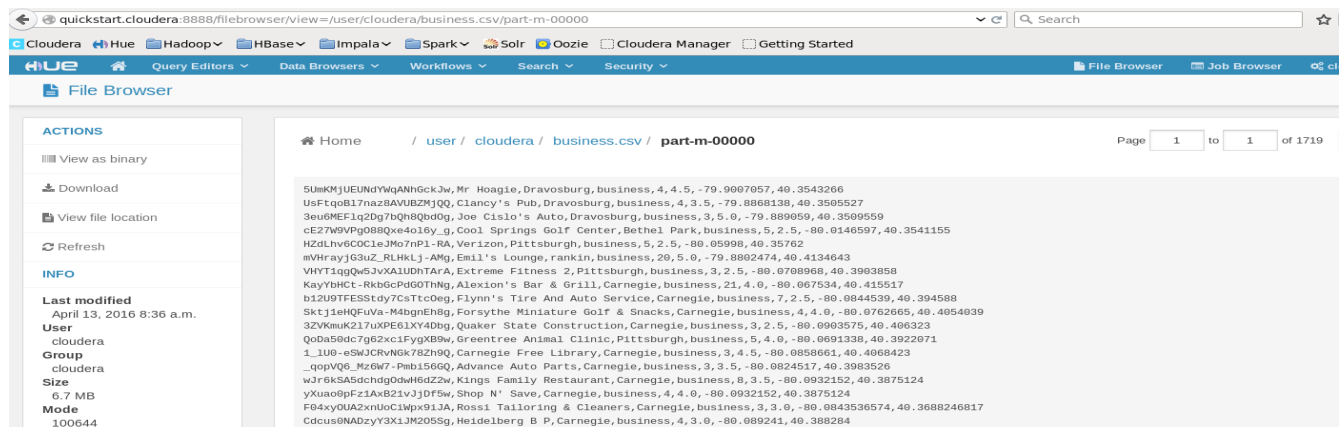 quickstart.cloudera:8888/filebrowser/view=/user/cloudera/business.csv/part-m-00000 Search
Cloudera Hue Hadoop HBase Impala Spark Solr Solr Oozie Cloudera Manager Getting Started
HUE Query Editors Data Browsers Workflows Search Security File Browser Job Browser cl
File Browser
ACTIONS
View as binary
Download
View file location
Refresh
INFO
Last modified
April 13, 2016 8:36 a.m.
User
cloudera
Group
cloudera
Size
6.7 MB
Mode
100644
Home / user / cloudera / business.csv / part-m-00000 Page 1 to 1 of 1719
5UmKMjUEUNdYWqANhGckJw,Mr Hoagie,Dravosburg,business,4,4.5,-79.9007057,40.3543266
UsFtqoBl7naz8AVUBZMjQQ,Clancy's Pub,Dravosburg,business,4,3.5,-79.8868138,40.3505527
3eu6MEFlq2Dg7bQh8QbdOg,Joe Cislo's Auto,Dravosburg,business,3,5.0,-79.889059,40.3509559
cE27W9VPgO88Qxe4ol6y_g,Cool Springs Golf Center,Bethel Park,business,5,2.5,-80.0146597,40.3541155
HZdLhv6COCleJMo7nPl-RA,Verizon,Pittsburgh,business,5,2.5,-80.05998,40.35762
mVHrayjG3uZ_RLHkLj-AMg,Emil's Lounge,rankin,business,20,5.0,-79.8802474,40.4134643
VHYT1qgQw5JvXAlUDhTArA,Extreme Fitness 2,Pittsburgh,business,3,2.5,-80.0708968,40.3903858
KayYbHCt-RkbGcPdGOThNg,Alexion's Bar & Grill,Carnegie,business,21,4.0,-80.067534,40.415517
b12U9TFESStdy7CsTtcOeg,Flynn's Tire And Auto Service,Carnegie,business,7,2.5,-80.0844539,40.394588
Sktj1eHQFuVa-M4bgnEh8g,Forsythe Miniature Golf & Snacks,Carnegie,business,4,4.0,-80.0762665,40.4054039
3ZVKmuK2l7uXPE6lXY4Dbg,Quaker State Construction,Carnegie,business,3,2.5,-80.0903575,40.406323
QoDa50dc7g62xciFygXB9w,Greentree Animal Clinic,Pittsburgh,business,5,4.0,-80.0691338,40.3922071
1_lU0-eSWJCRvNGk78Zh9Q,Carnegie Free Library,Carnegie,business,3,4.5,-80.0858661,40.4068423
_qopVQ6_Mz6W7-Pmbi56GQ,Advance Auto Parts,Carnegie,business,3,3.5,-80.0824517,40.3983526
wJr6kSA5dchdgOdwH6dZ2w,Kings Family Restaurant,Carnegie,business,8,3.5,-80.0932152,40.3875124
yXuao0pFz1AxB21vJjDf5w,Shop N' Save,Carnegie,business,4,4.0,-80.0932152,40.3875124
F04xyOUA2xnUoCiWpx9iJA,Rossi Tailoring & Cleaners,Carnegie,business,3,3.0,-80.0843536574,40.3688246817
Cdcus0NADzyY3XiJM2O5Sg,Heidelberg B P,Carnegie,business,4,3.0,-80.089241,40.388284